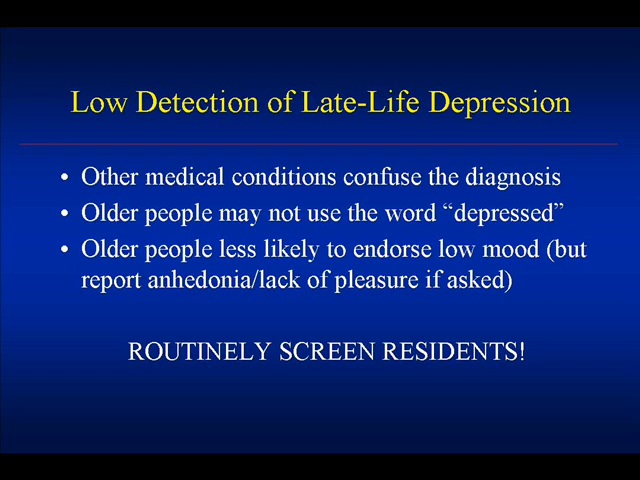 Low Detection of Late-Life Depression
• Other medical conditions confuse the diagnosis
• Older people may not use the word “depressed”
• Older people less likely to endorse low mood (but
report anhedonia/lack of pleasure if asked)
ROUTINELY SCREEN RESIDENTS!